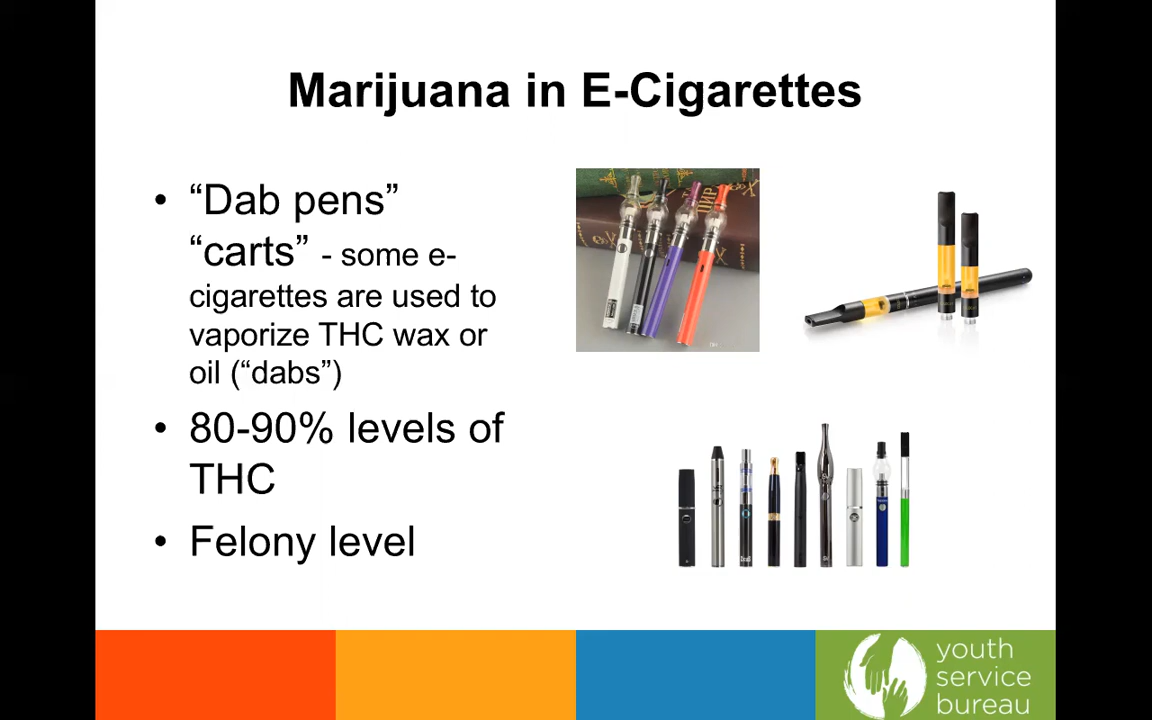 Marijuana in E-Cigarettes
• “Dab pens”
“carts” - some e-
cigarettes are used to
vaporize THC wax or
oil (“dabs”)
• 80-90% levels of
THC
• Felony level
youth
service
bureau